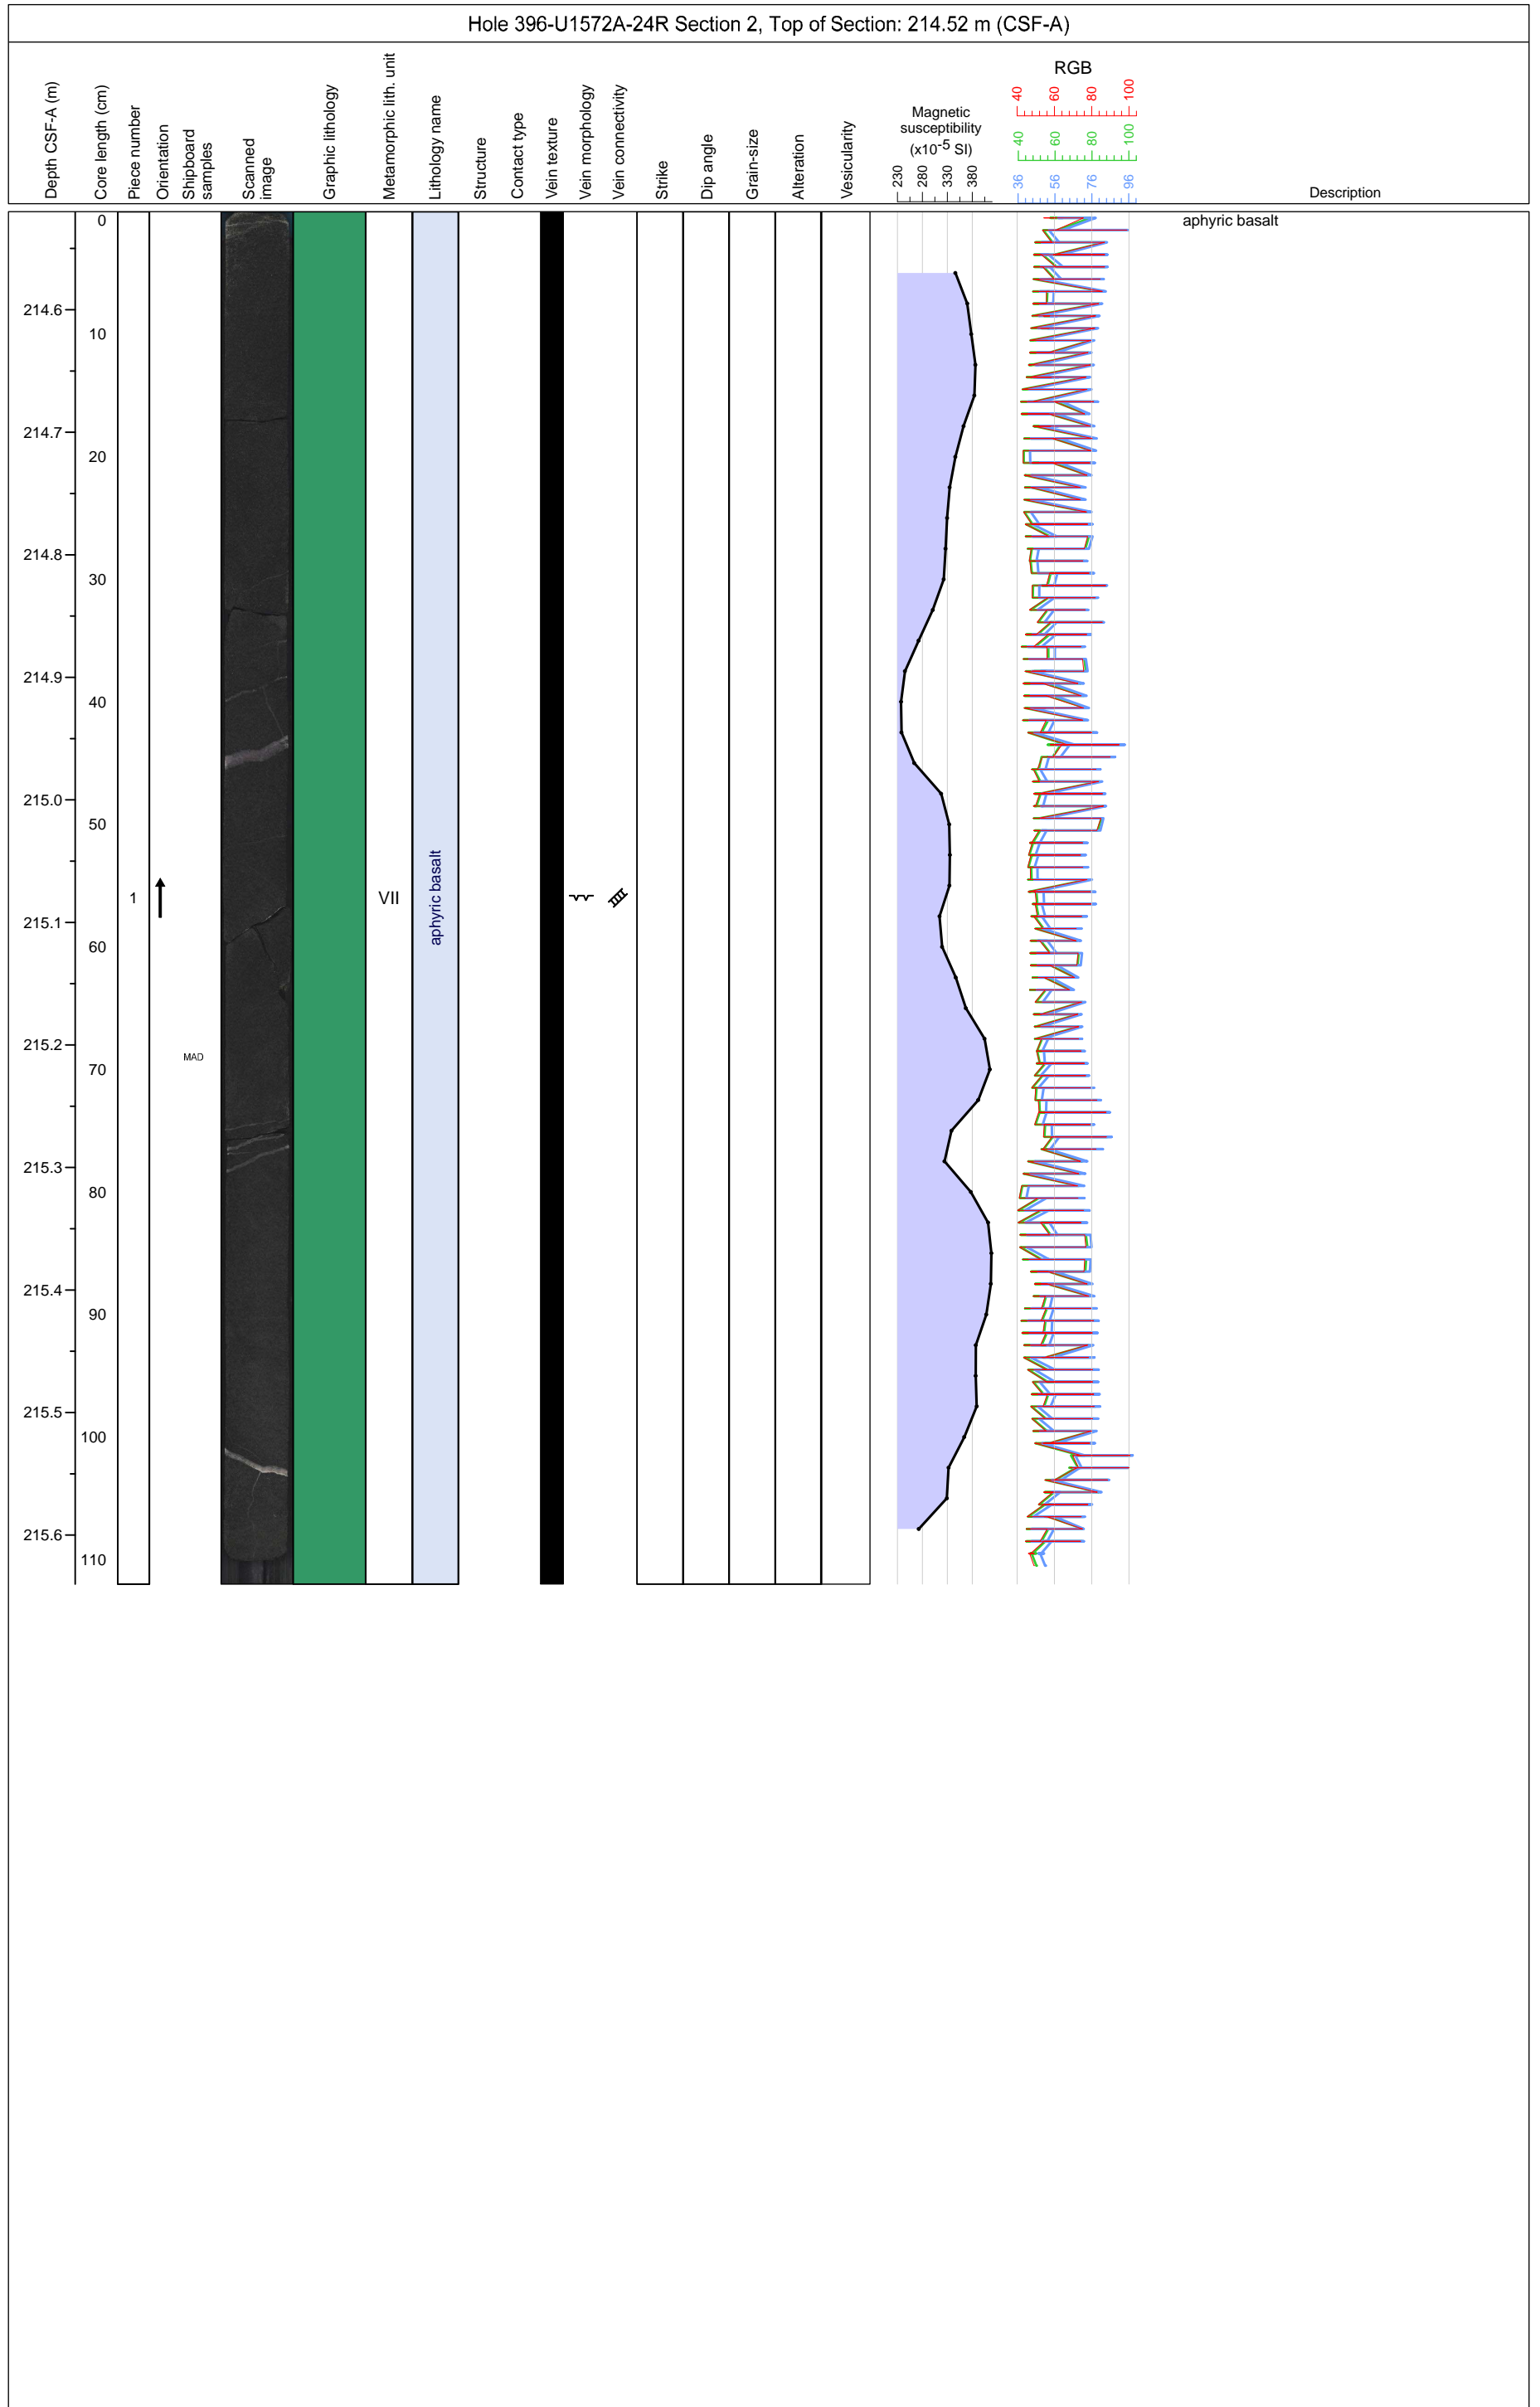 Hole 396-U1572A-24R Section 2, Top of Section: 214.52 m (CSF-A)
Depth CSF-A (m)
Core length (cm)
Piece number
Orientation
Shipboard
samples
Scanned
image
Graphic lithology
Metamorphic lith. unit
Lithology name
Structure
Contact type
Vein texture
Vein morphology
Vein connectivity
Strike
Dip angle
Grain-size
Alteration
Vesicularity
Magnetic
susceptibility
(x10-5 SI)
230 280 330 380
RGB
40 60 80 100
40 60 80 100
36 56 76 96
Description
0
aphyric basalt
214.6
10
214.7
20
214.8
30
214.9
40
215.0
50
1
VII
aphyric basalt
215.1
60
215.2
MAD
70
215.3
80
215.4
90
215.5
100
215.6
110